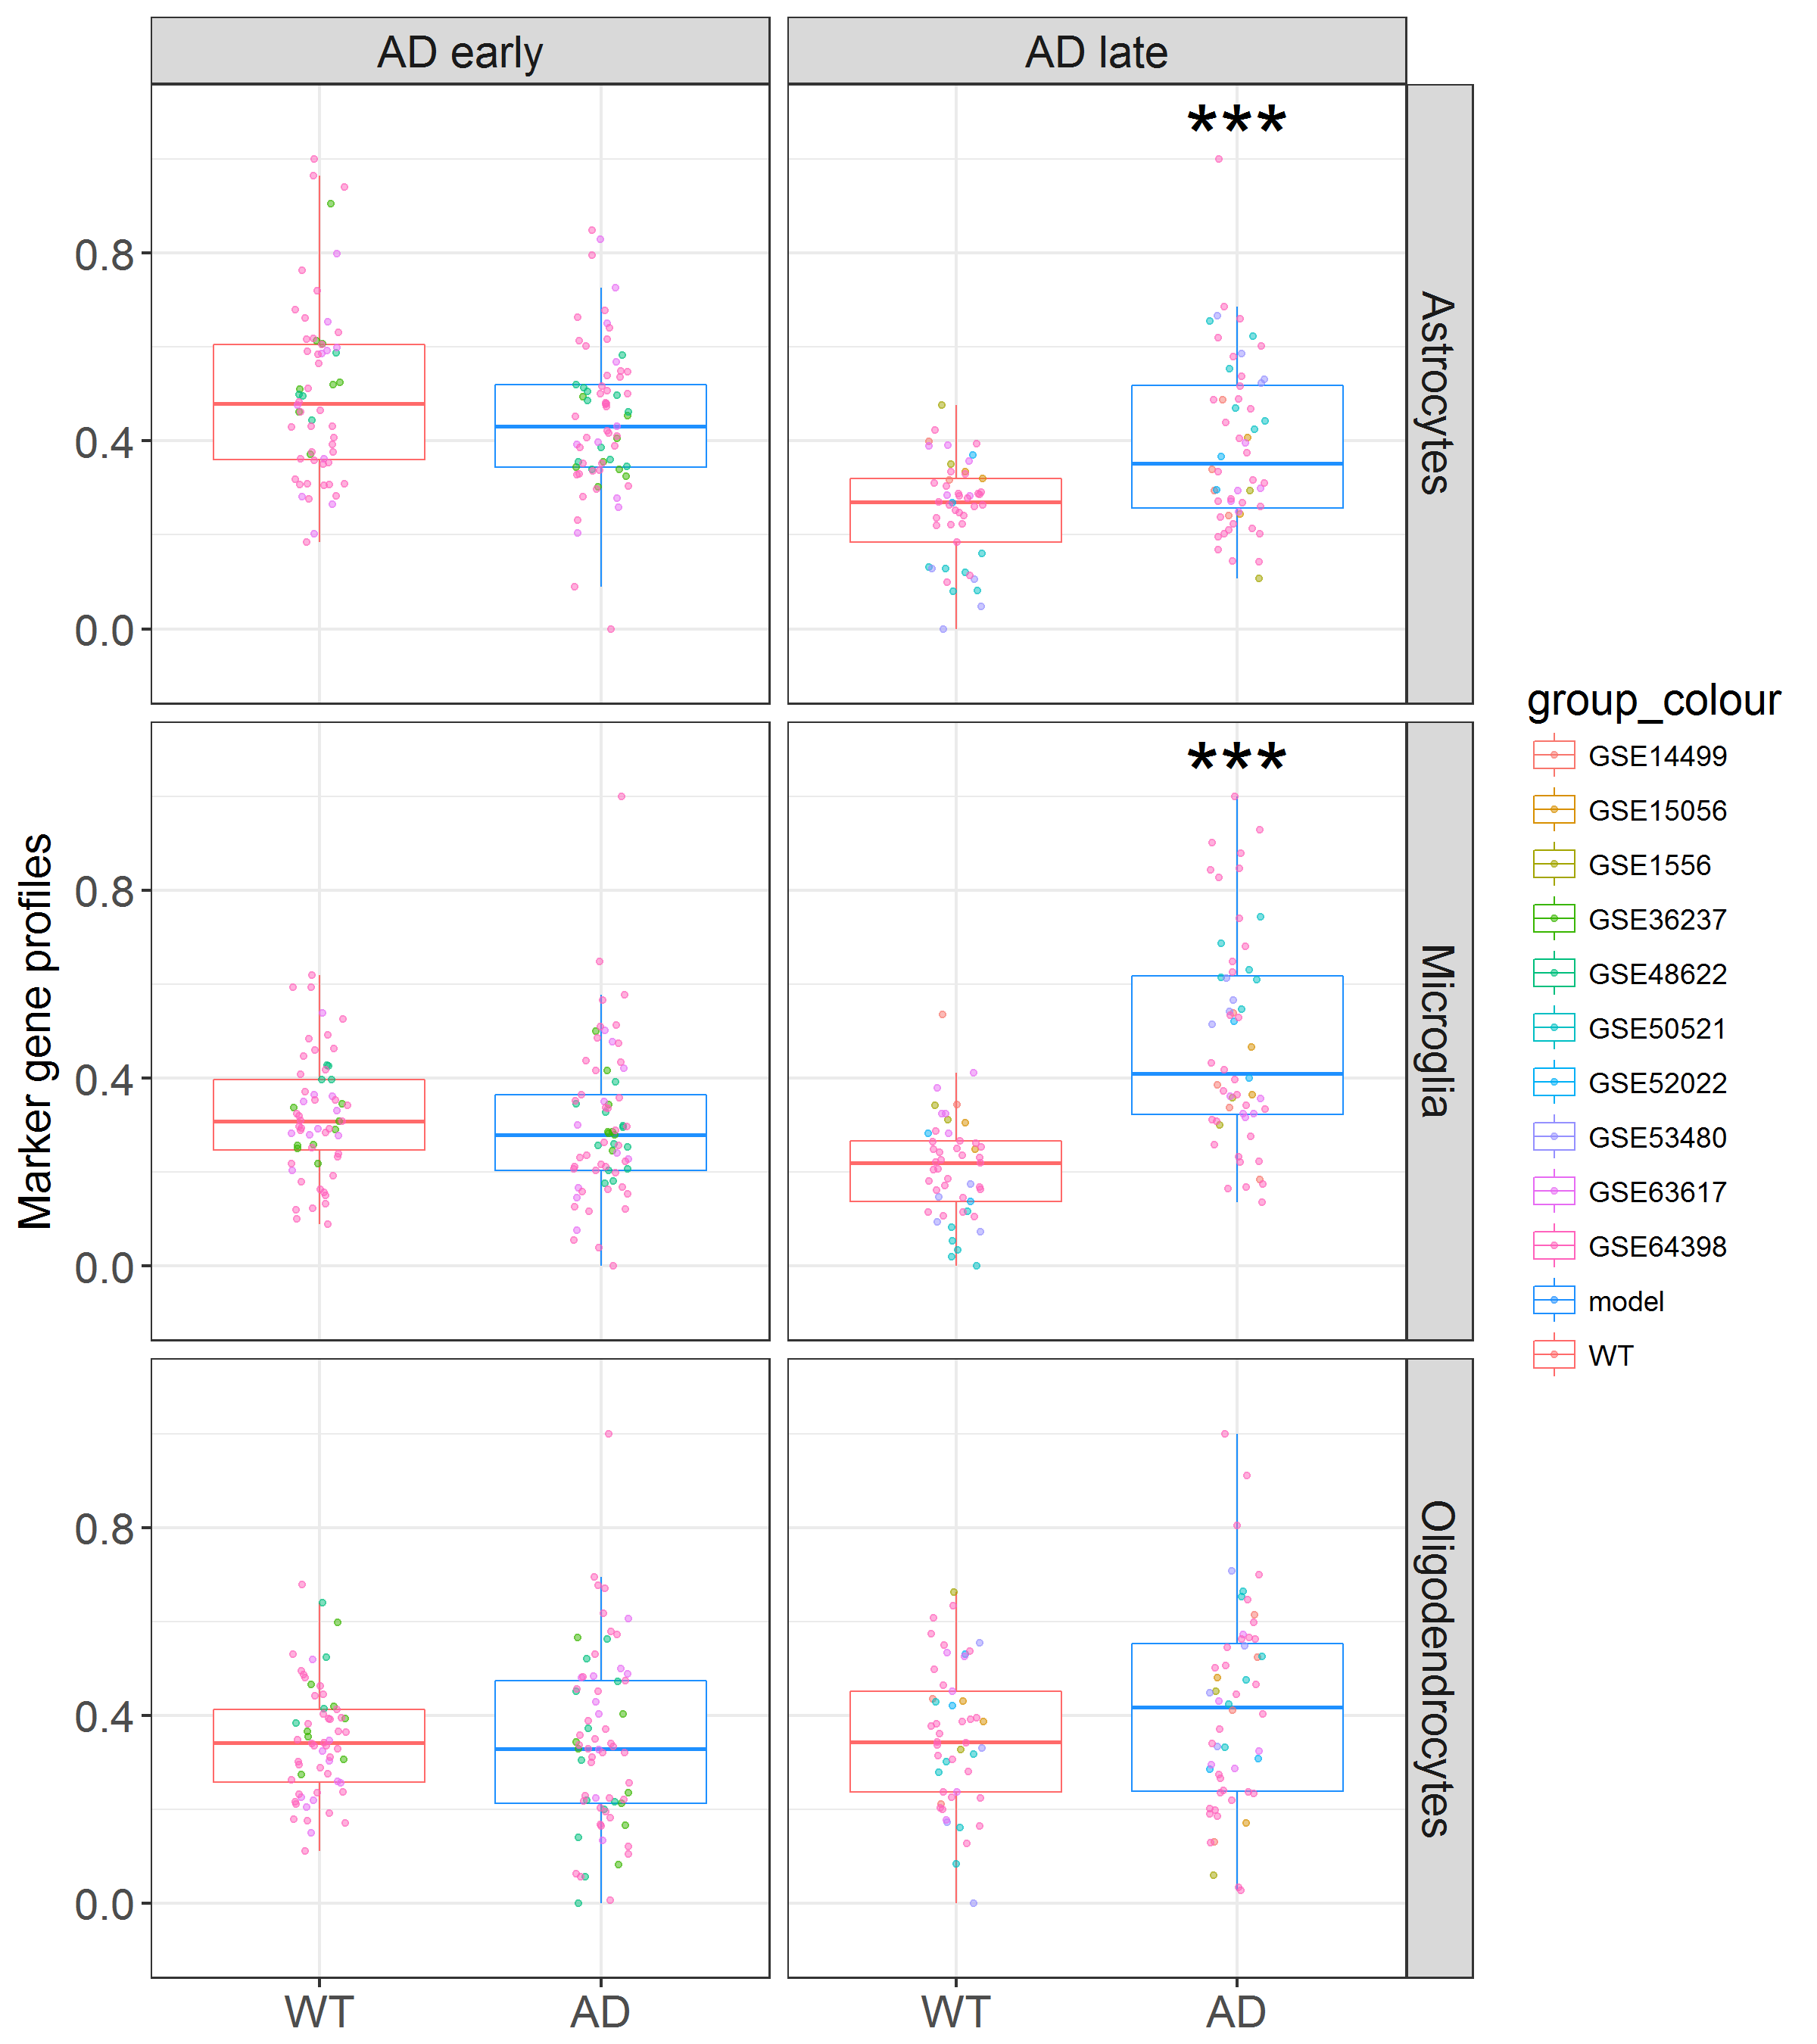 AD early
AD late
***
Astrocytes
0.8
0.4
0.0
***
Microglia
0.8
0.4
0.0
Marker gene profiles
Oligodendrocytes
0.8
0.4
0.0
WT
AD
WT
AD
group_colour
GSE14499
GSE15056
GSE1556
GSE36237
GSE48622
GSE50521
GSE52022
GSE53480
GSE63617
GSE64398
model
WT